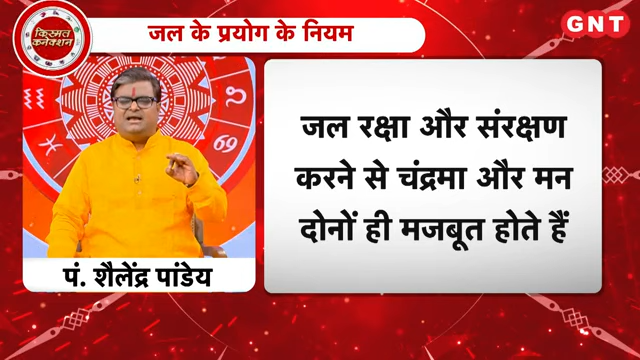 किस्मत
कनेक्शन
जल के प्रयोग के नियम
GNT
जल रक्षा और संरक्षण
करने से चंद्रमा और मन
दोनों ही मजबूत होते हैं
पं. शैलेंद्र पांडेय